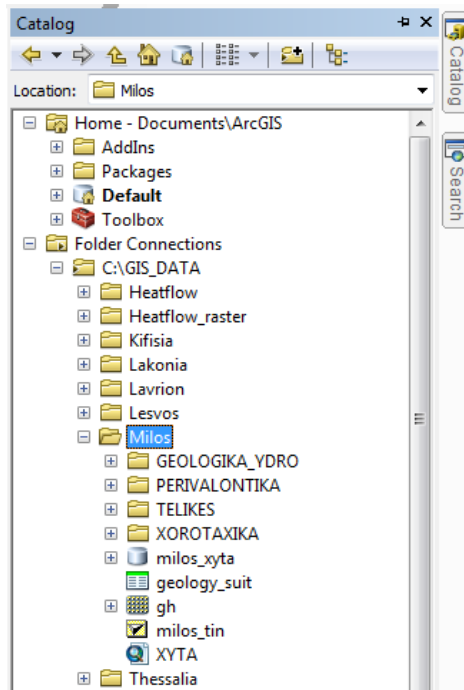 Catalog
Location: Milos
Home - Documents\ArcGIS
AddIns
Packages
Default
Toolbox
Folder Connections
C:\GIS_DATA
Heatflow
Heatflow_raster
Kifisia
Lakonia
Lavrion
Lesvos
Milos
GEOLOGIKA_YDRO
PERIVALONTIKA
TELIKES
XOROTAXIKA
milos_xyta
geology_suit
gh
milos_tin
XYTA
Thessalia
Catalog
Search